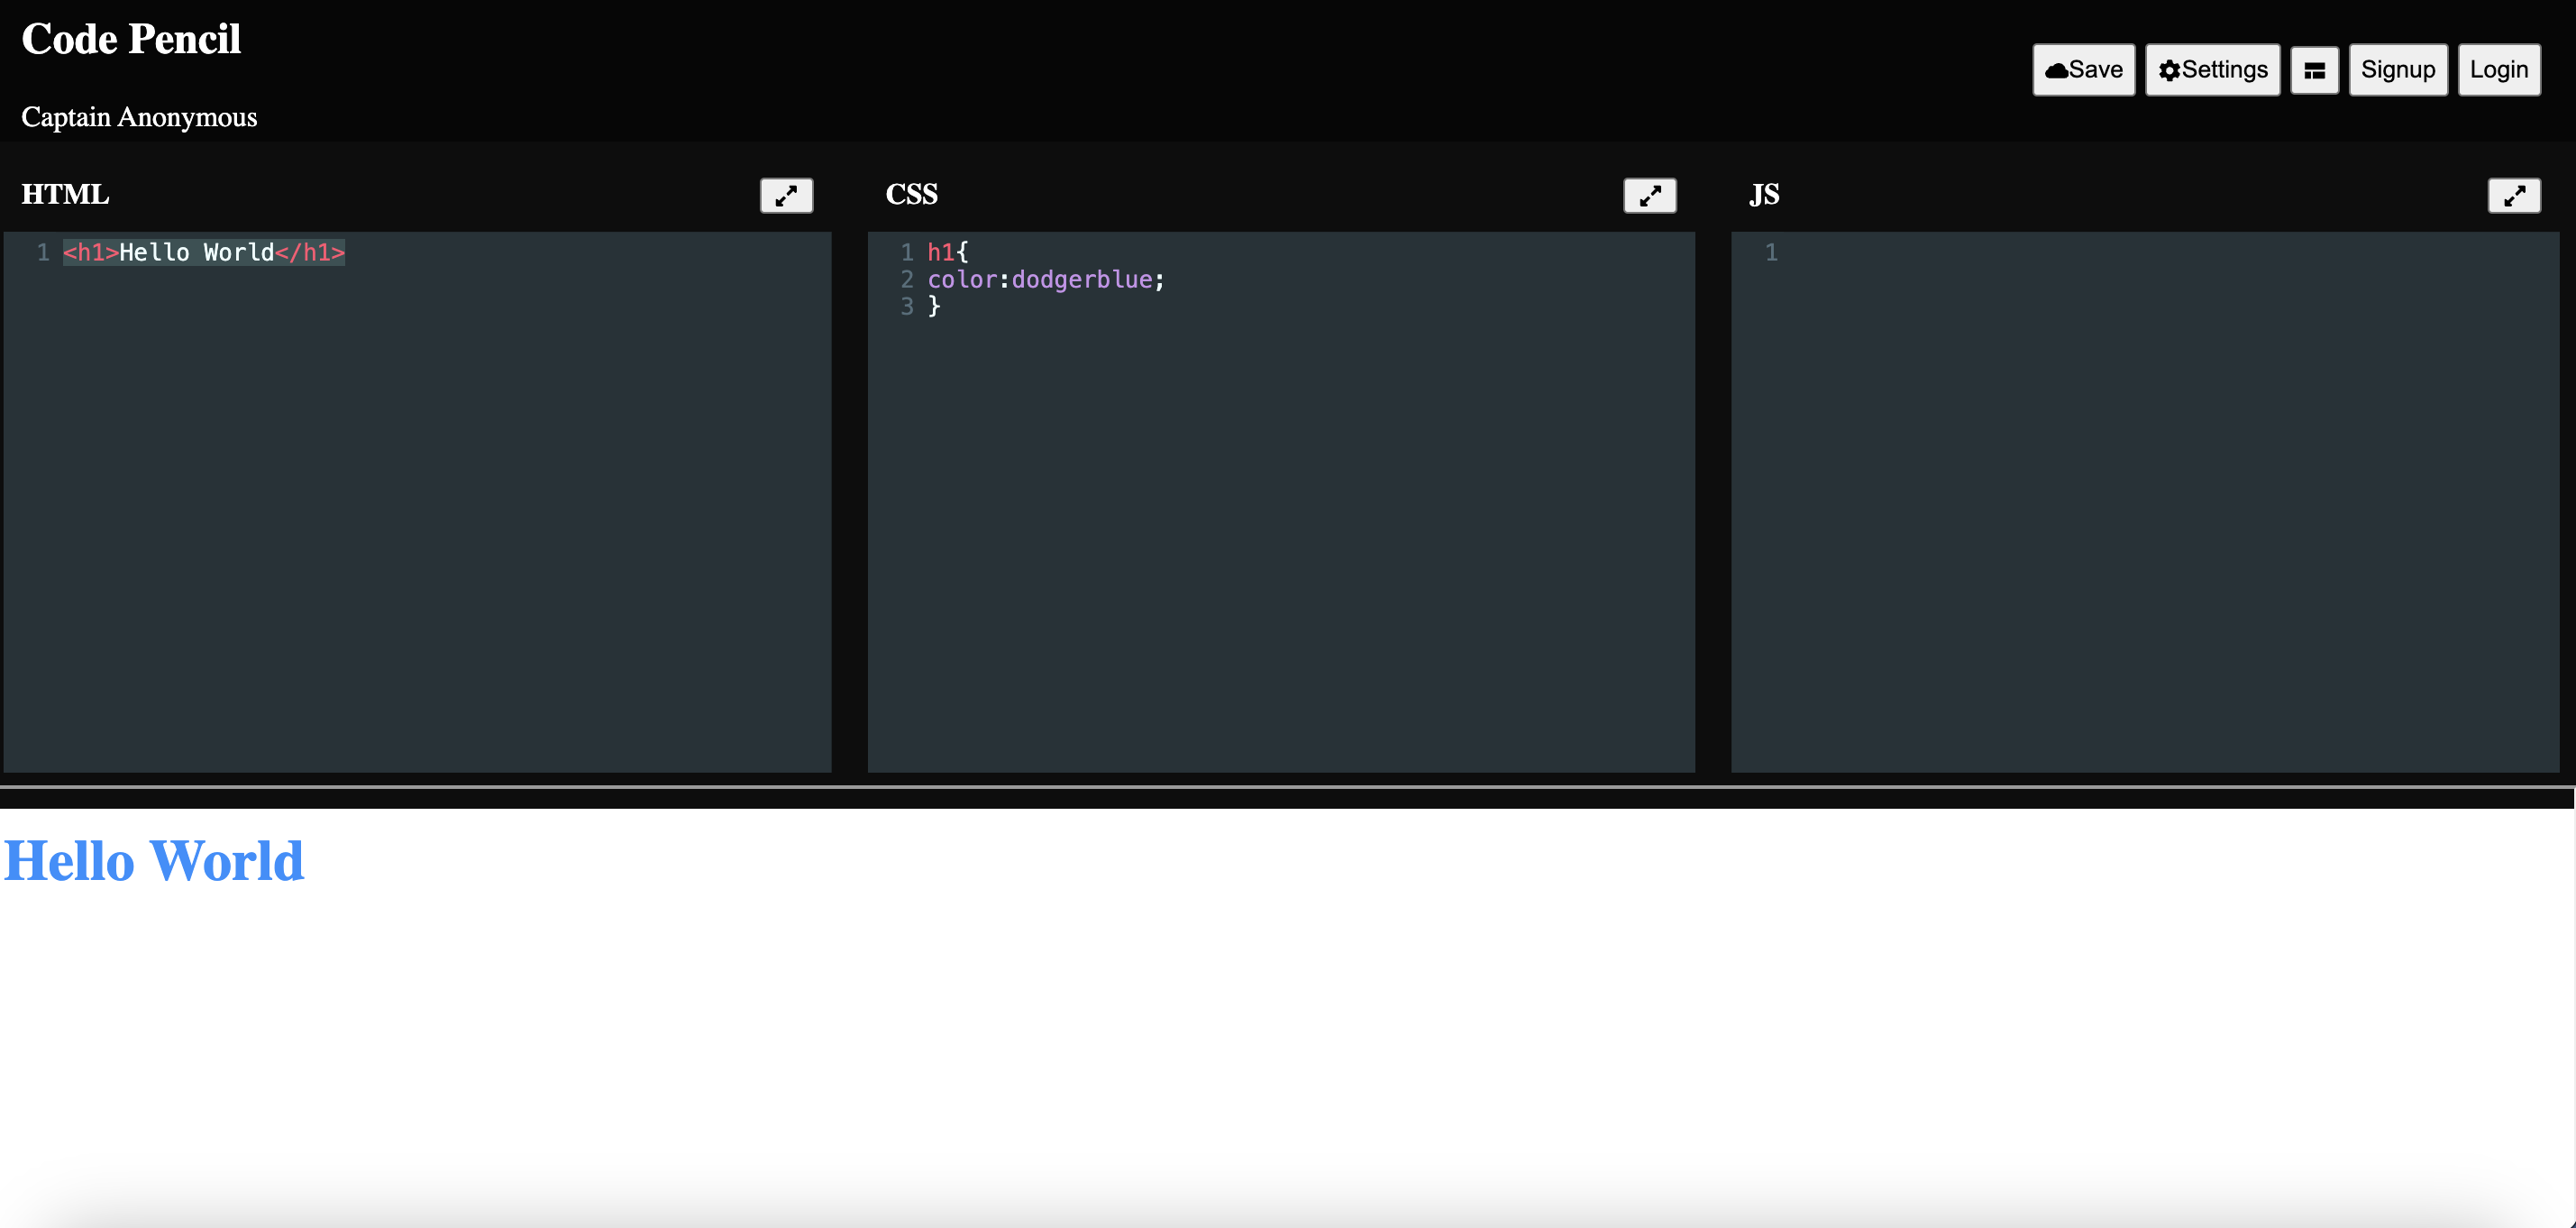 Code Pencil
Captain Anonymous
Save Settings Signup Login
HTML
1 <h1>Hello World</h1>
CSS
1 h1{
2 color:dodgerblue;
3 }
JS
1
Hello World